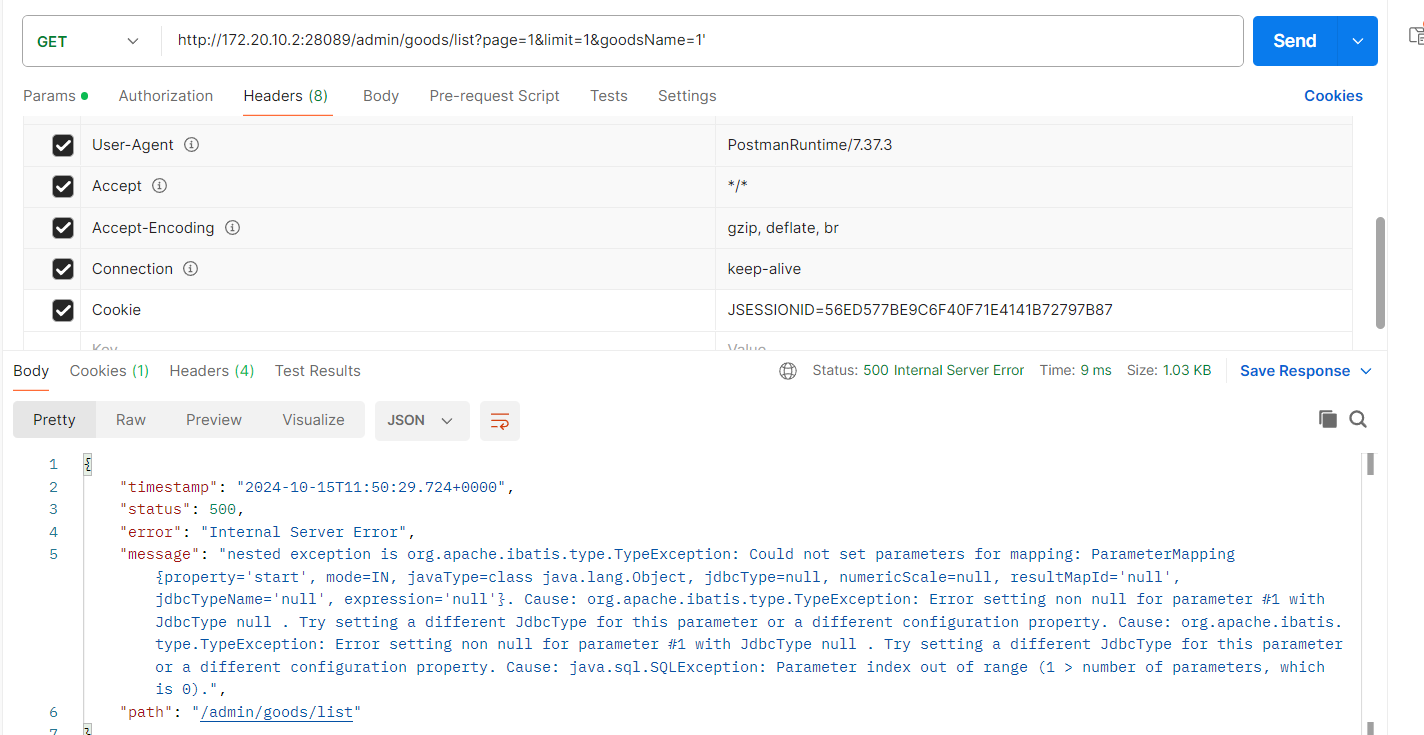 GET http://172.20.10.2:28089/admin/goods/list?page=1&limit=1&goodsName=1' Send
Params Authorization Headers (8) Body Pre-request Script Tests Settings Cookies
User-Agent PostmanRuntime/7.37.3
Accept */*
Accept-Encoding gzip, deflate, br
Connection keep-alive
Cookie JSESSIONID=56ED577BE9C6F40F71E4141B72797B87
Key Value
Body Cookies (1) Headers (4) Test Results Status: 500 Internal Server Error Time: 9 ms Size: 1.03 KB Save Response
Pretty Raw Preview Visualize JSON
1 {
2 "timestamp": "2024-10-15T11:50:29.724+0000",
3 "status": 500,
4 "error": "Internal Server Error",
5 "message": "nested exception is org.apache.ibatis.type.TypeException: Could not set parameters for mapping: ParameterMapping
{property='start', mode=IN, javaType=class java.lang.Object, jdbcType=null, numericScale=null, resultMapId='null',
jdbcTypeName='null', expression='null'}. Cause: org.apache.ibatis.type.TypeException: Error setting non null for parameter #1 with
JdbcType null . Try setting a different JdbcType for this parameter or a different configuration property. Cause: org.apache.ibatis.
type.TypeException: Error setting non null for parameter #1 with JdbcType null . Try setting a different JdbcType for this parameter
or a different configuration property. Cause: java.sql.SQLException: Parameter index out of range (1 > number of parameters, which
is 0).",
6 "path": "/admin/goods/list"
7 }